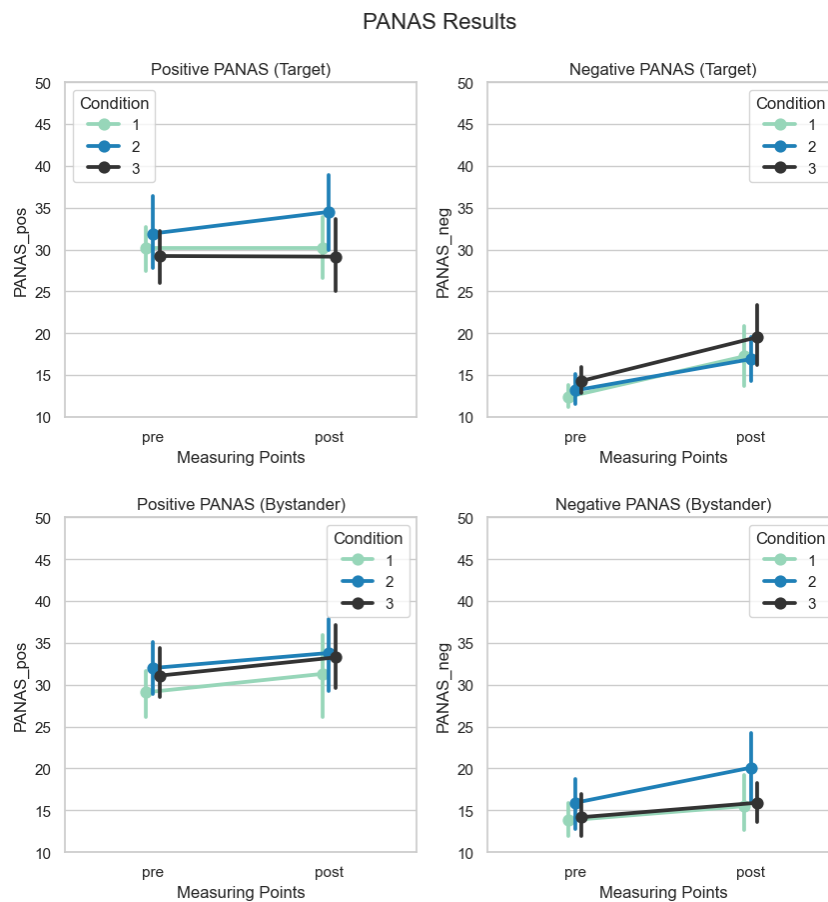 PANAS Results
Positive PANAS (Target)
50
45
40
35
30
25
20
15
10
PANAS_pos
Condition
1
2
3
pre
post
Measuring Points
Negative PANAS (Target)
50
45
40
35
30
25
20
15
10
PANAS_neg
Condition
1
2
3
pre
post
Measuring Points
Positive PANAS (Bystander)
50
45
40
35
30
25
20
15
10
PANAS_pos
Condition
1
2
3
pre
post
Measuring Points
Negative PANAS (Bystander)
50
45
40
35
30
25
20
15
10
PANAS_neg
Condition
1
2
3
pre
post
Measuring Points